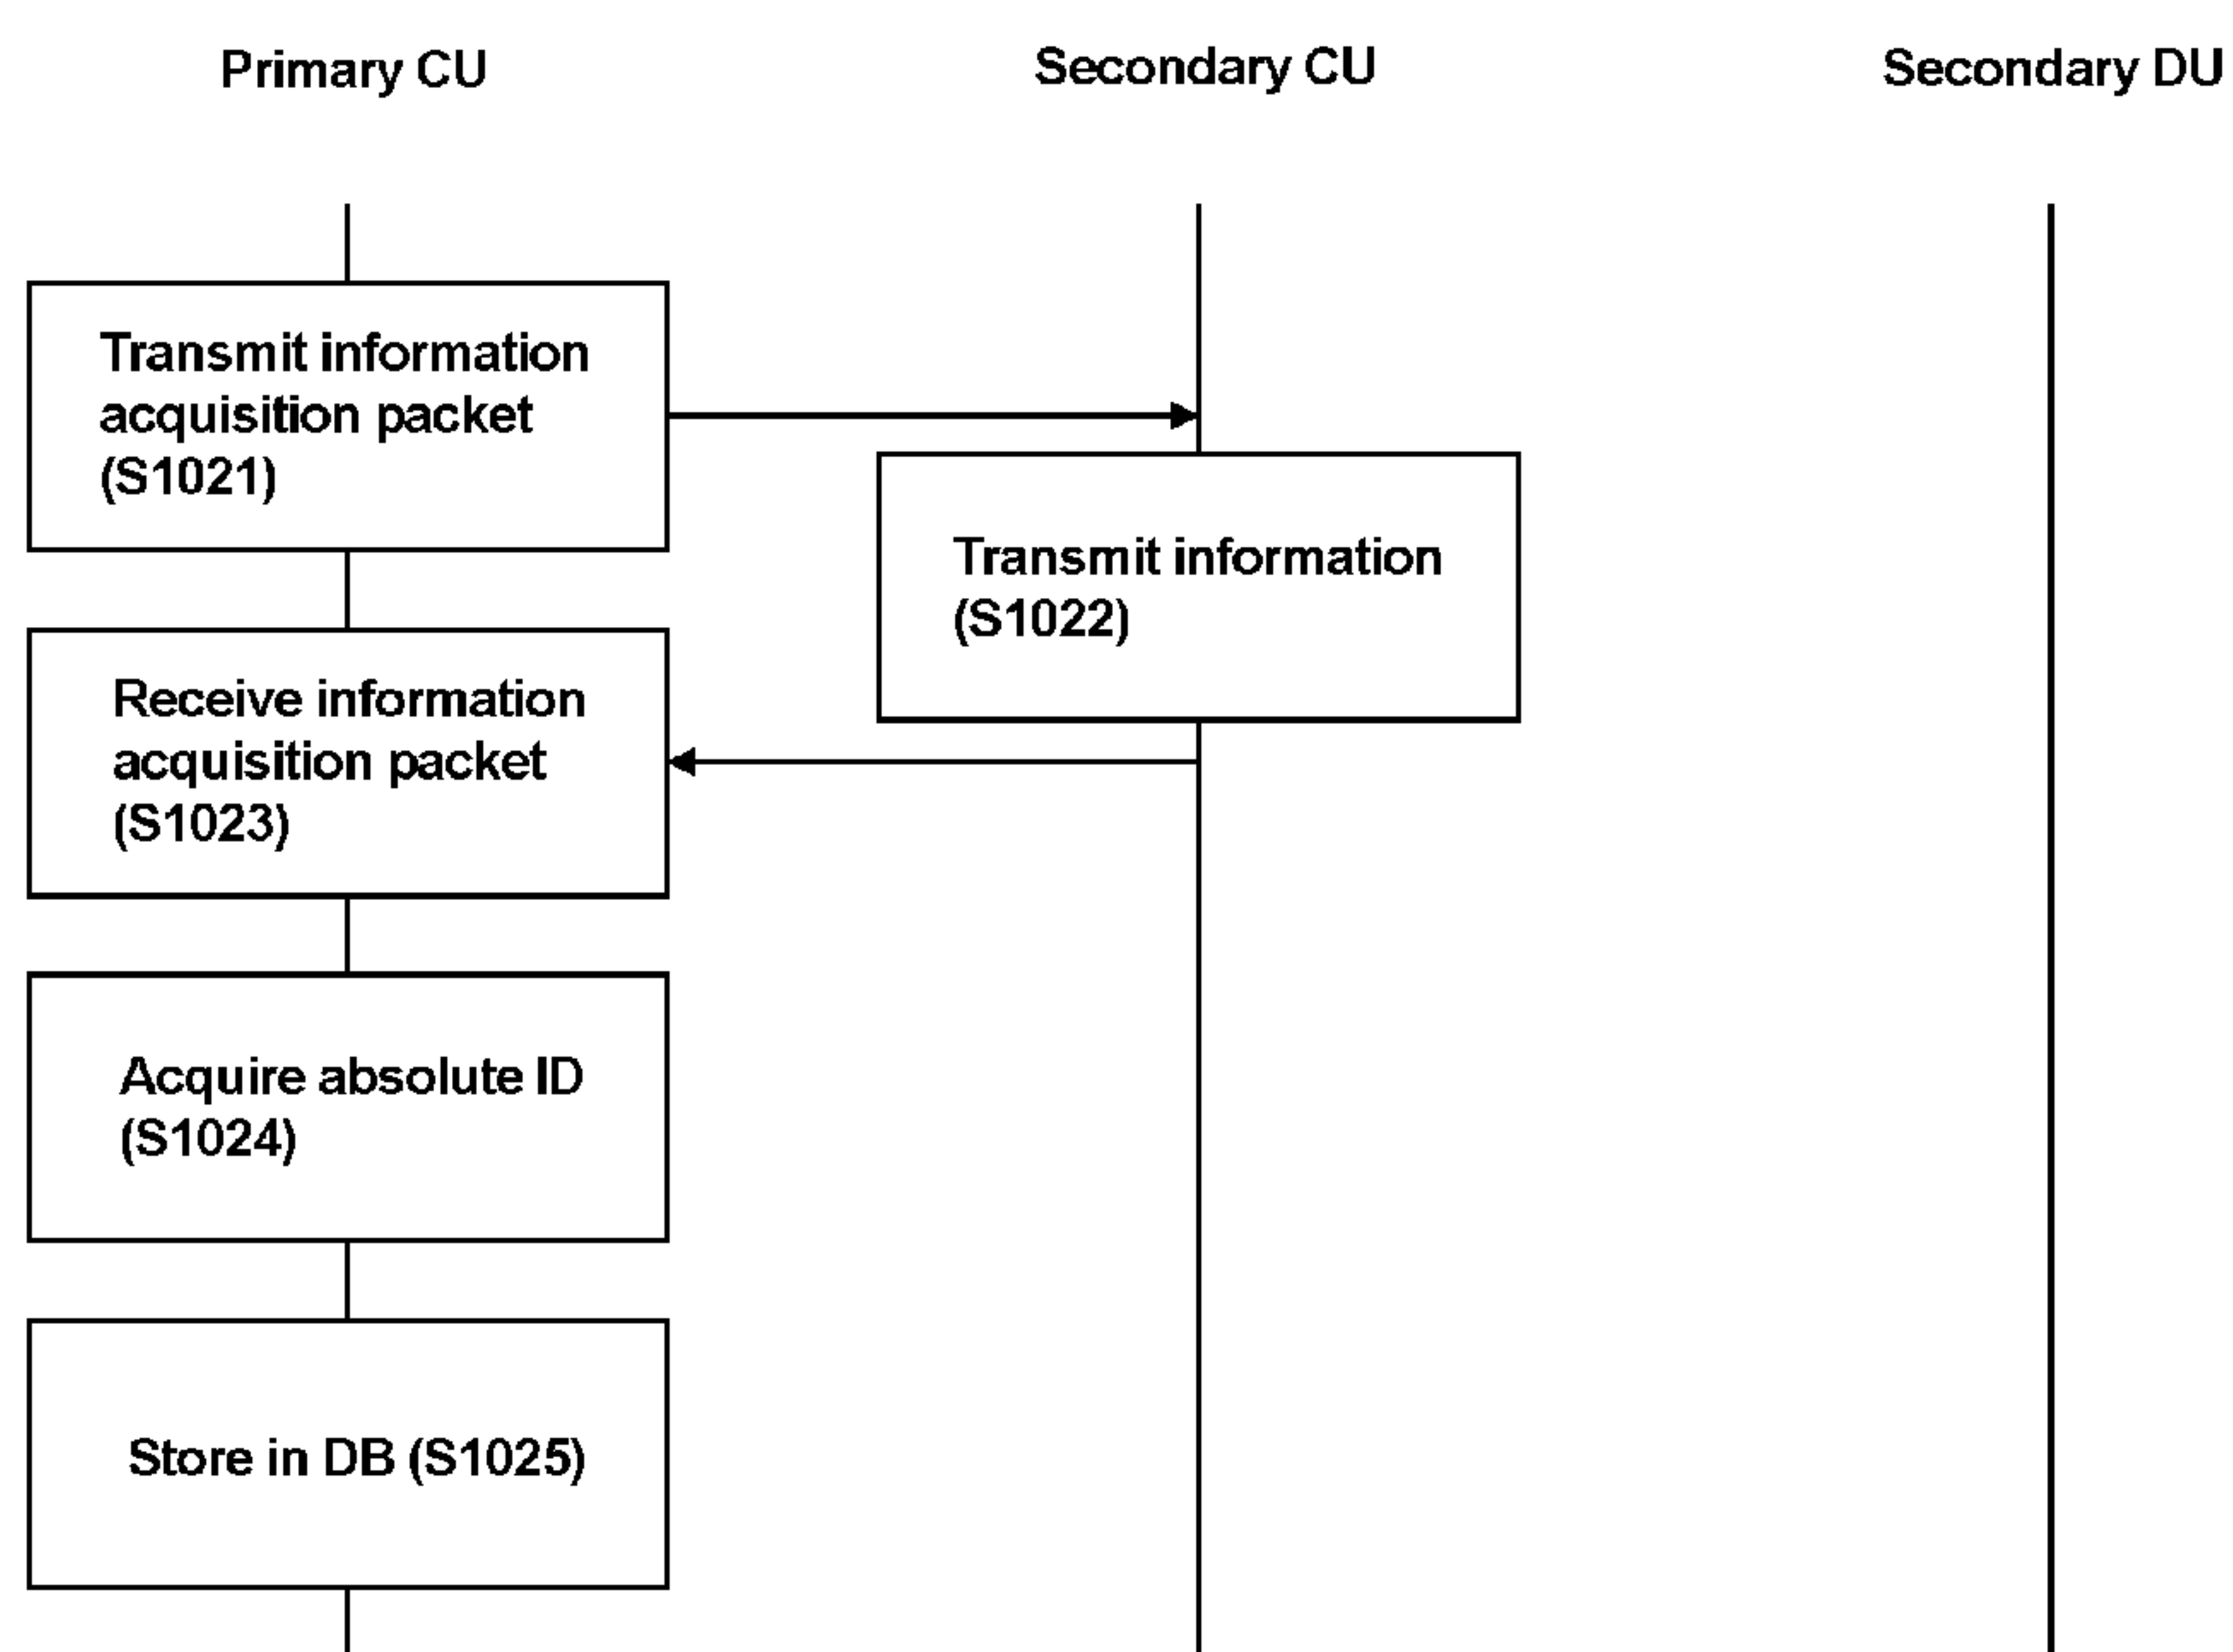 Primary CU
Secondary CU
Secondary DU
Transmit information
acquisition packet
(S1021)
Transmit information
(S1022)
Receive information
acquisition packet
(S1023)
Acquire absolute ID
(S1024)
Store in DB (S1025)